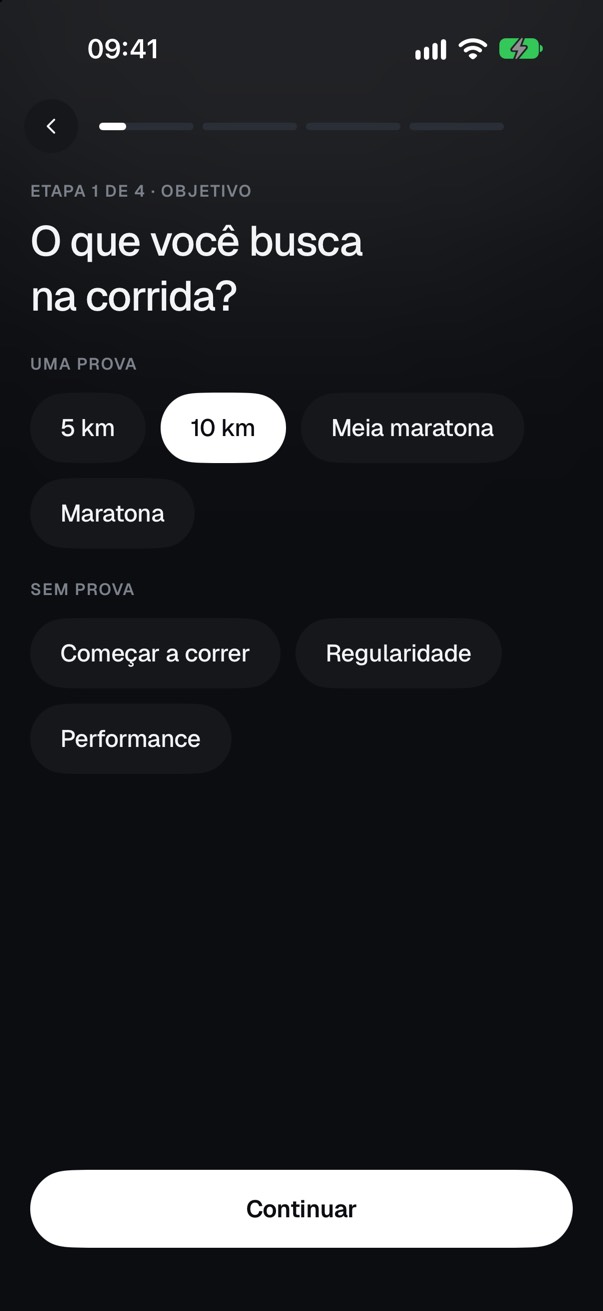 09:41
ETAPA 1 DE 4 · OBJETIVO
O que você busca
na corrida?
UMA PROVA
5 km
10 km
Meia maratona
Maratona
SEM PROVA
Começar a correr
Regularidade
Performance
Continuar